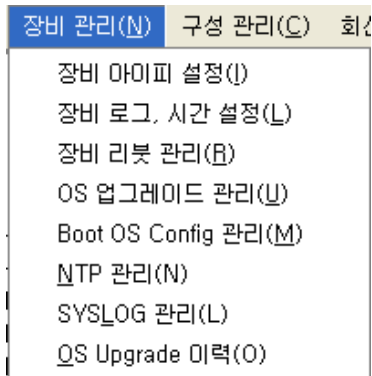 장비 관리(N) 구성 관리(C)
장비 아이피 설정(I)
장비 로그, 시간 설정(L)
장비 리붓 관리(R)
OS 업그레이드 관리(U)
Boot OS Config 관리(M)
NTP 관리(N)
SYSLOG 관리(L)
OS Upgrade 이력(O)